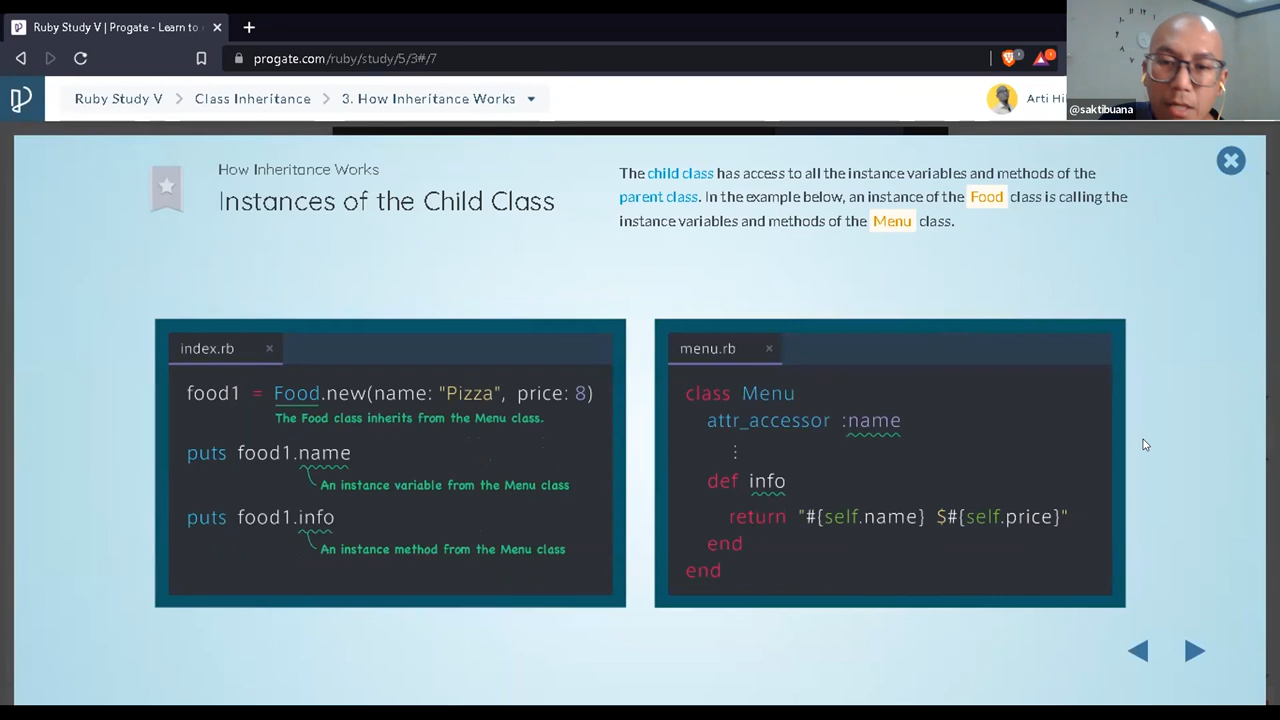 Ruby Study V | Progate - Learn to
progate.com/ruby/study/5/3#/7
Ruby Study V
Class Inheritance
3. How Inheritance Works
Arti Hi
@saktibuana
How Inheritance Works
Instances of the Child Class
The child class has access to all the instance variables and methods of the
parent class. In the example below, an instance of the Food class is calling the
instance variables and methods of the Menu class.
index.rb
food1 = Food.new(name: "Pizza", price: 8)
The Food class inherits from the Menu class.
puts food1.name
An instance variable from the Menu class
puts food1.info
An instance method from the Menu class
menu.rb
class Menu
attr_accessor :name
⋮
def info
return "#{self.name} $#{self.price}"
end
end